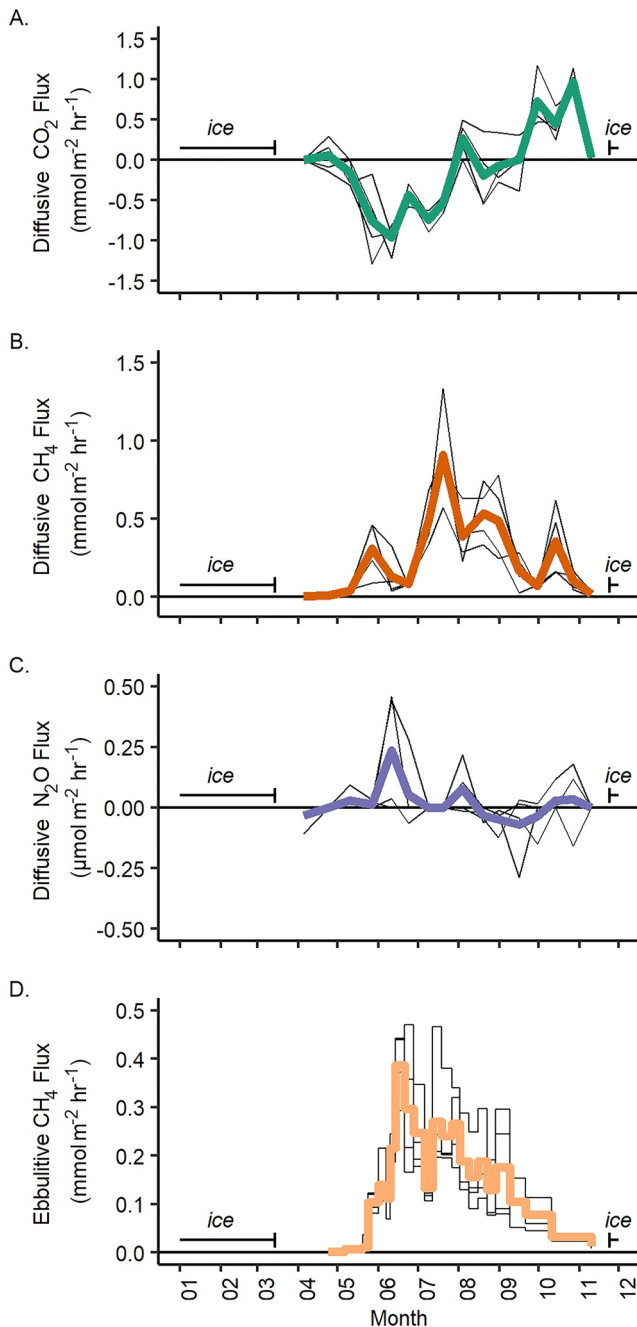 A.
Diffusive CO₂ Flux
(mmol m⁻² hr⁻¹)
1.5
1.0
0.5
0.0
-0.5
-1.0
-1.5
ice
ice
B.
Diffusive CH₄ Flux
(mmol m⁻² hr⁻¹)
1.5
1.0
0.5
0.0
ice
ice
C.
Diffusive N₂O Flux
(µmol m⁻² hr⁻¹)
0.50
0.25
0.00
-0.25
-0.50
ice
ice
D.
Ebbulitive CH₄ Flux
(mmol m⁻² hr⁻¹)
0.5
0.4
0.3
0.2
0.1
0.0
ice
ice
01 02 03 04 05 06 07 08 09 10 11 12
Month